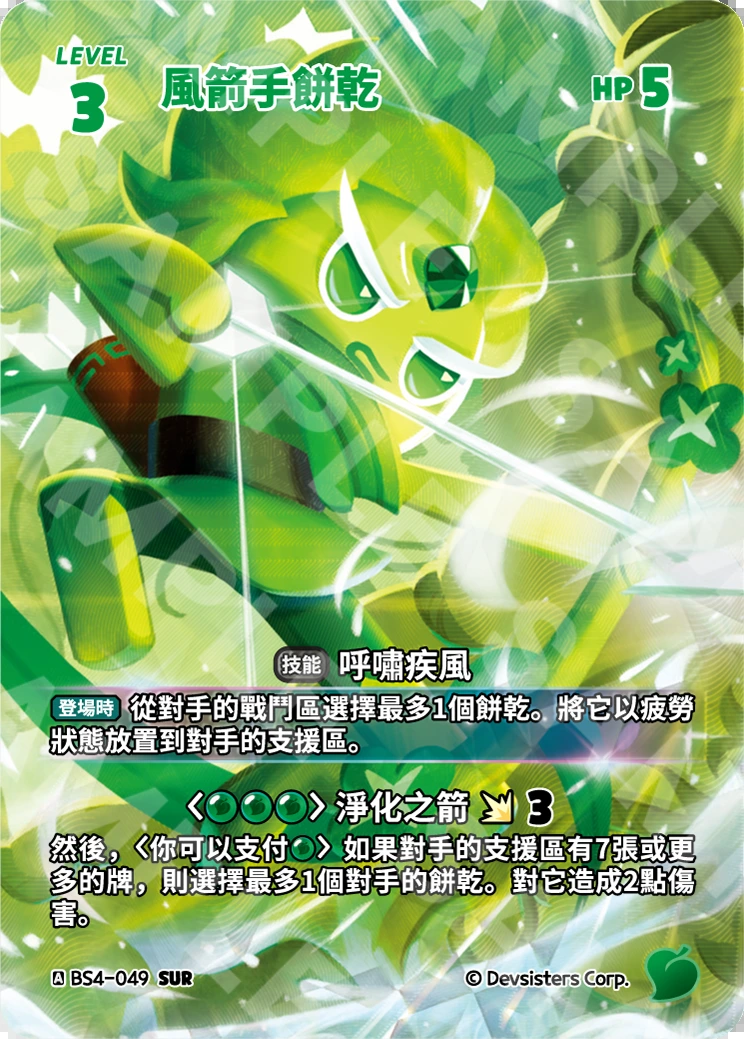 LEVEL
3
風箭手餅乾
HP 5
技能 呼嘯疾風
登場時 從對手的戰鬥區選擇最多1個餅乾。將它以疲勞
狀態放置到對手的支援區。
〈●●●〉淨化之箭 3
然後,〈你可以支付●〉如果對手的支援區有7張或更
多的牌,則選擇最多1個對手的餅乾。對它造成2點傷
害。
A BS4-049 SUR
© Devsisters Corp.
SAMPLE